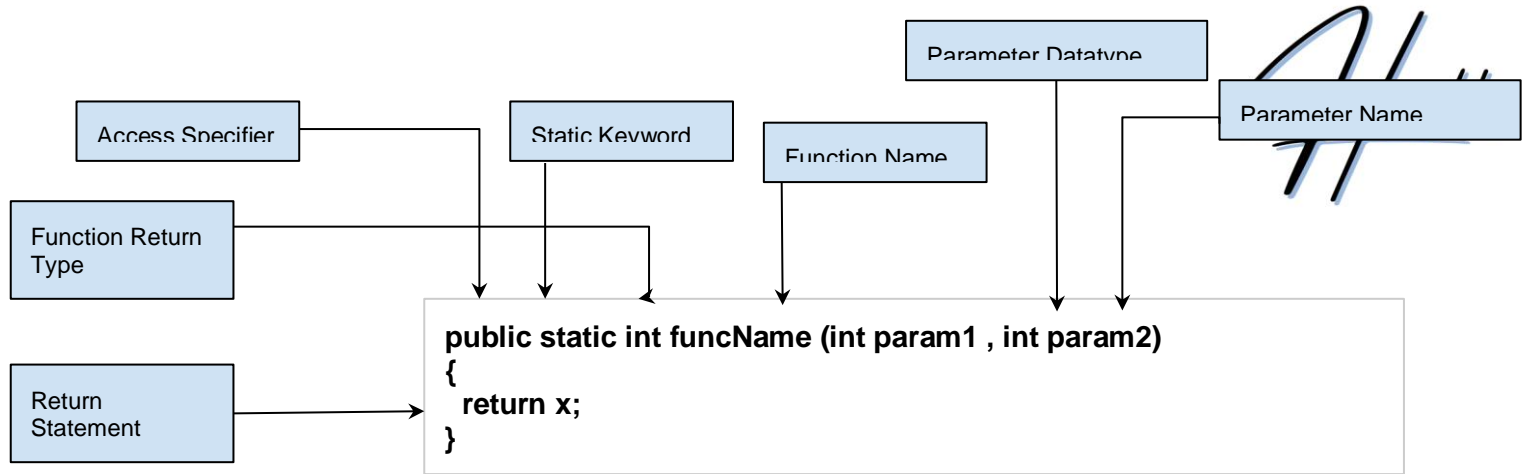 Parameter Datatype
Parameter Name
Access Specifier
Static Keyword
Function Name
Function Return
Type
public static int funcName (int param1 , int param2)
{
return x;
}
Return
Statement